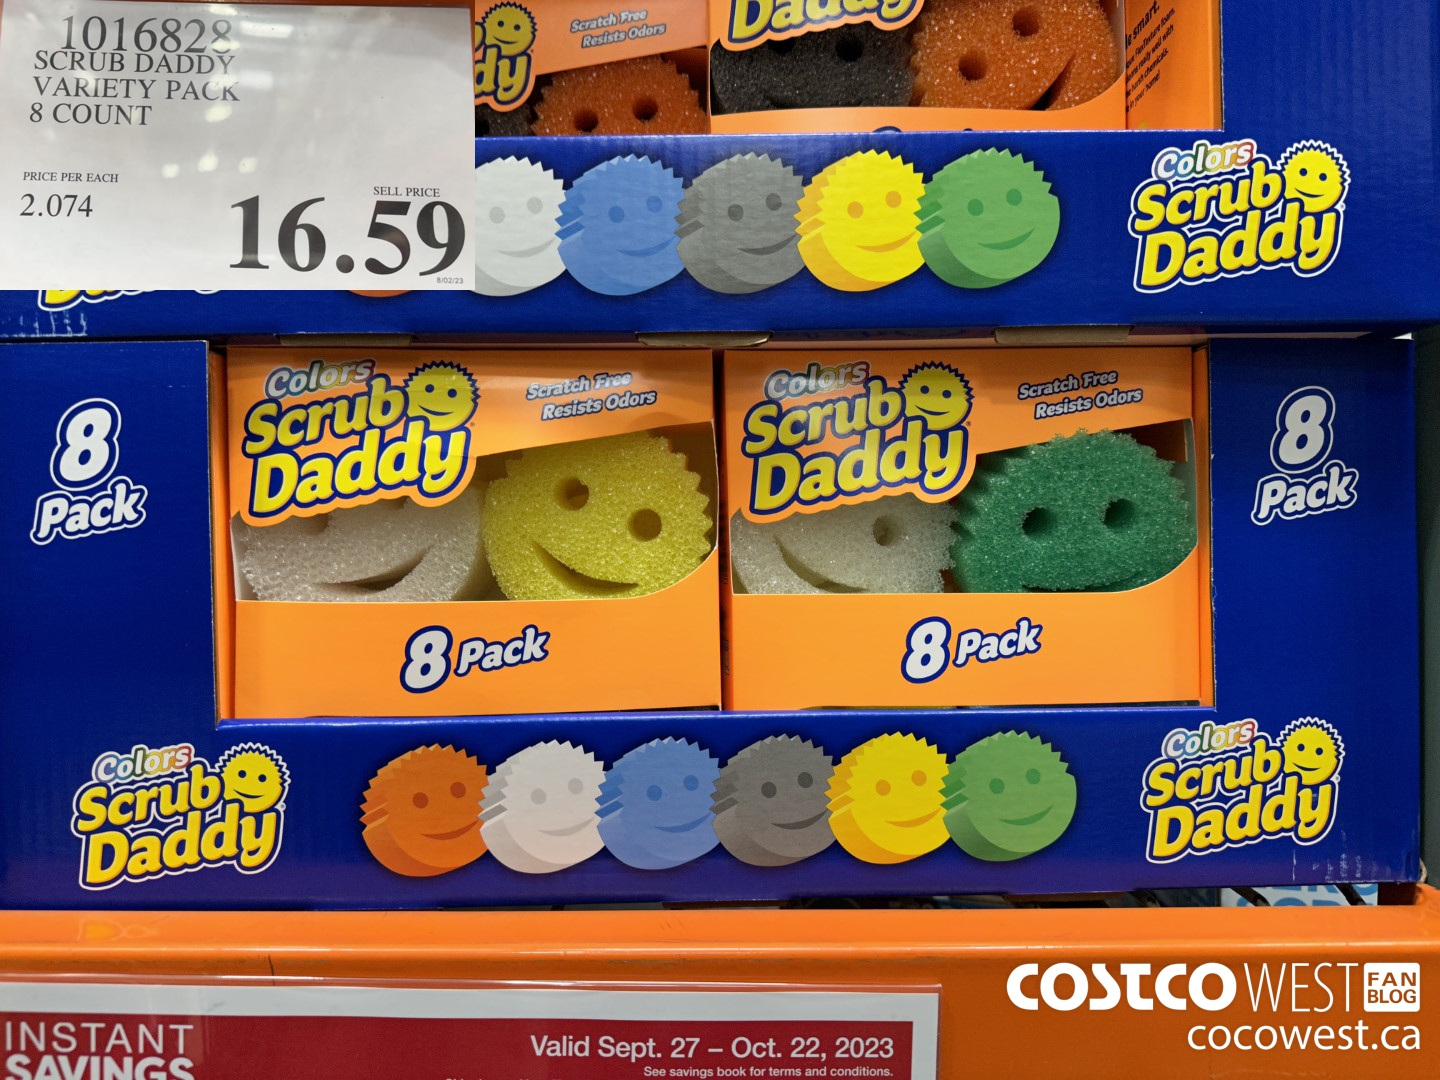 1016828
SCRUB DADDY
VARIETY PACK
8 COUNT
PRICE PER EACH
2.074
SELL PRICE
16.59
8/02/23
Daddy
Scratch Free
Resists Odors
dy
smart.
Colors
Scrub
Daddy
8
Pack
Colors
Scrub
Daddy
Scratch Free
Resists Odors
8 Pack
Colors
Scrub
Daddy
Scratch Free
Resists Odors
8 Pack
8
Pack
Colors
Scrub
Daddy
Colors
Scrub
Daddy
INSTANT
SAVINGS
Valid Sept. 27 – Oct. 22, 2023
See savings book for terms and conditions.
COSTCO WEST FAN BLOG
cocowest.ca